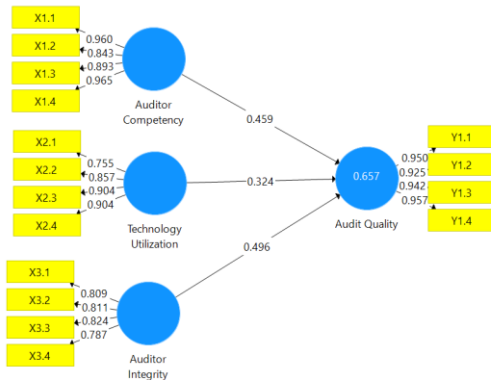 X1.1
X1.2
X1.3
X1.4
0.960
0.843
0.893
0.965
Auditor
Competency
0.459
X2.1
X2.2
X2.3
X2.4
0.755
0.857
0.904
0.904
Technology
Utilization
0.324
X3.1
X3.2
X3.3
X3.4
0.809
0.811
0.824
0.787
Auditor
Integrity
0.496
0.657
Audit Quality
0.950
0.925
0.942
0.957
Y1.1
Y1.2
Y1.3
Y1.4